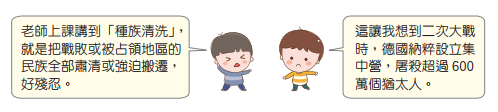 老師上課講到「種族清洗」,
就是把戰敗或被占領地區的
民族全部肅清或強迫搬遷,
好殘忍。
這讓我想到二次大戰
時,德國納粹設立集
中營,屠殺超過 600
萬個猶太人。